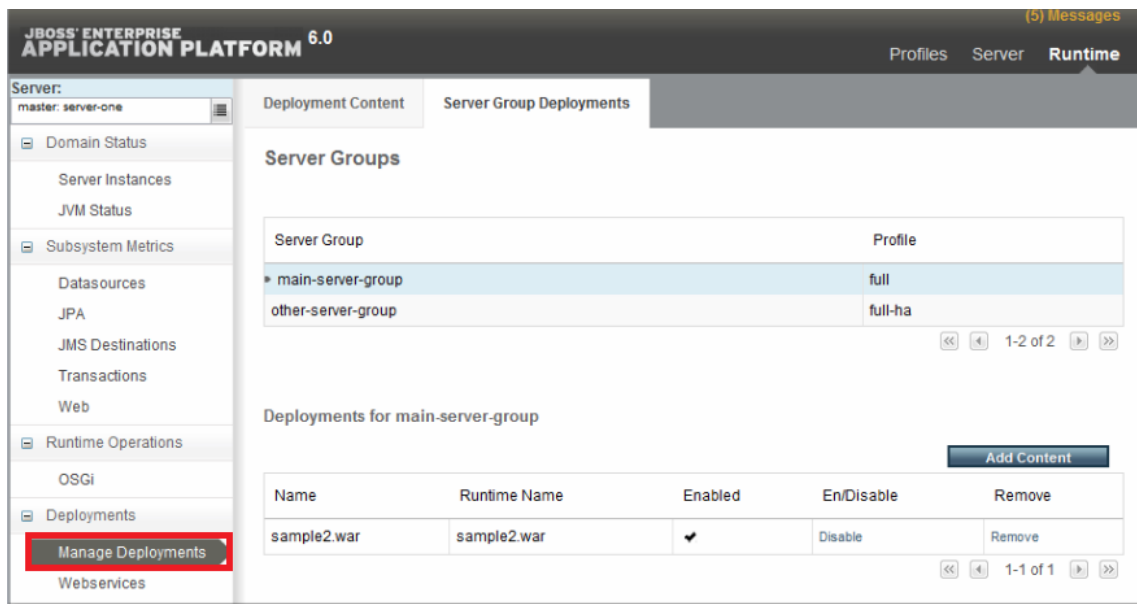 (5) Messages
JBOSS' ENTERPRISE
APPLICATION PLATFORM 6.0
Profiles Server Runtime
Server:
master: server-one
Domain Status
Server Instances
JVM Status
Subsystem Metrics
Datasources
JPA
JMS Destinations
Transactions
Web
Runtime Operations
OSGi
Deployments
Manage Deployments
Webservices
Deployment Content Server Group Deployments
Server Groups
Server Group Profile
main-server-group full
other-server-group full-ha
1-2 of 2
Deployments for main-server-group
Add Content
Name Runtime Name Enabled En/Disable Remove
sample2.war sample2.war Disable Remove
1-1 of 1